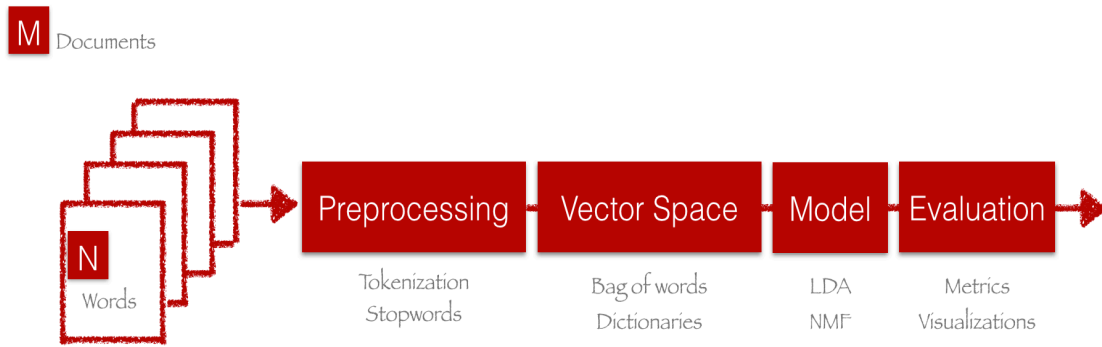 M Documents
N
Words
Preprocessing
Tokenization
Stopwords
Vector Space
Bag of words
Dictionaries
Model
LDA
NMF
Evaluation
Metrics
Visualizations